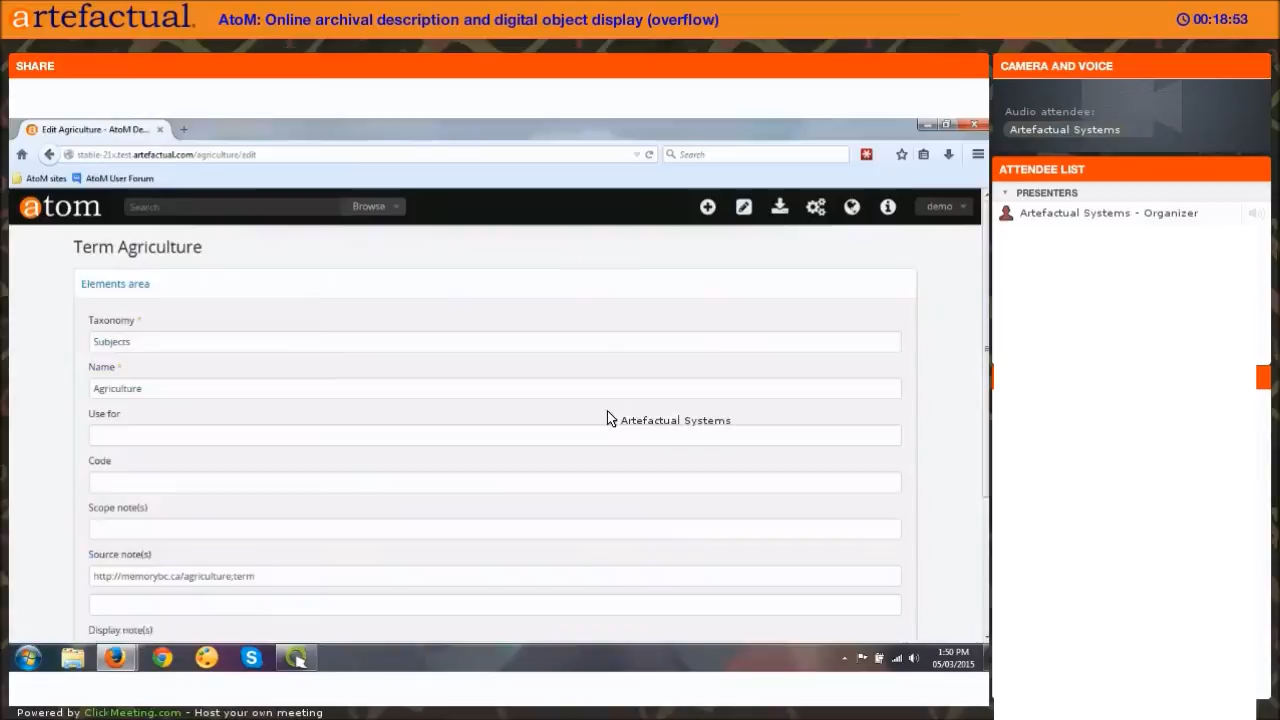 artefactual.
AtoM: Online archival description and digital object display (overflow)
00:18:53
SHARE
CAMERA AND VOICE
Audio attendee:
Artefactual Systems
ATTENDEE LIST
PRESENTERS
Artefactual Systems - Organizer
Edit Agriculture - AtoM De...
stable-21x.test.artefactual.com/agriculture/edit
Search
AtoM sites
AtoM User Forum
atom
Search
Browse
demo
Term Agriculture
Elements area
Taxonomy *
Subjects
Name *
Agriculture
Use for
Artefactual Systems
Code
Scope note(s)
Source note(s)
http://memorybc.ca/agriculture;term
Display note(s)
1:50 PM
05/03/2015
Powered by ClickMeeting.com - Host your own meeting